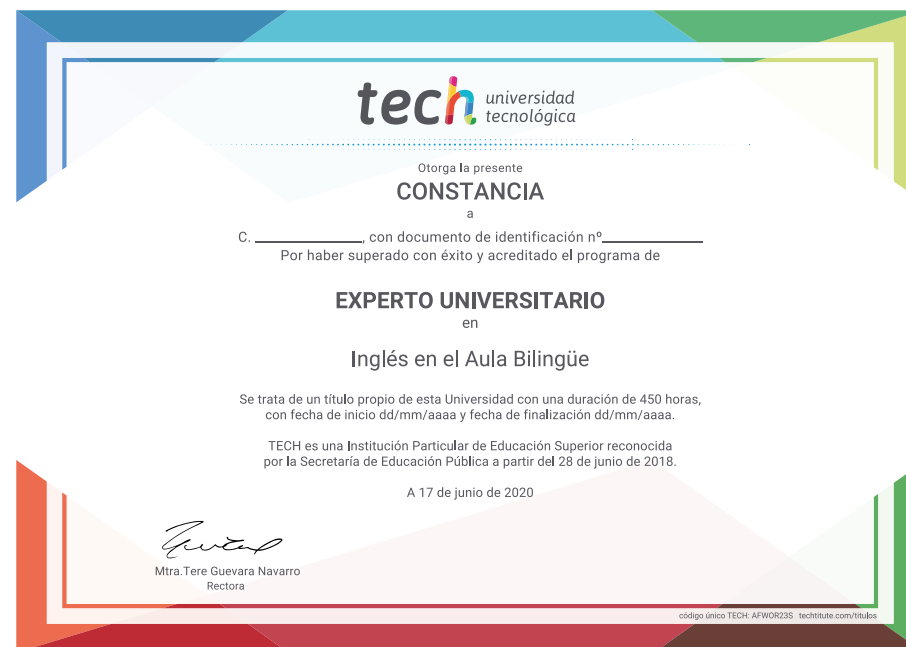 tech universidad
tecnológica
Otorga la presente
CONSTANCIA
a
C. ____________, con documento de identificación nº____________
Por haber superado con éxito y acreditado el programa de
EXPERTO UNIVERSITARIO
en
Inglés en el Aula Bilingüe
Se trata de un título propio de esta Universidad con una duración de 450 horas,
con fecha de inicio dd/mm/aaaa y fecha de finalización dd/mm/aaaa.
TECH es una Institución Particular de Educación Superior reconocida
por la Secretaría de Educación Pública a partir del 28 de junio de 2018.
A 17 de junio de 2020
Mtra.Tere Guevara Navarro
Rectora
código único TECH: AFWOR23S techtitute.com/titulos